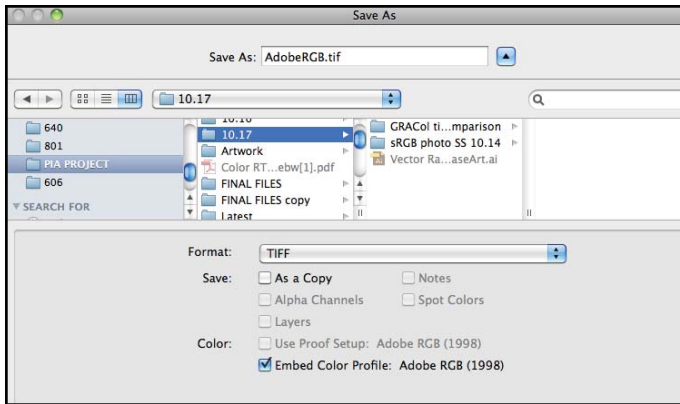 Save As
Save As: AdobeRGB.tif
10.17
640
801
PIA PROJECT
606
SEARCH FOR
10.16
10.17
Artwork
Color RT...ebw[1].pdf
FINAL FILES
FINAL FILES copy
Latest
GRACol ti...mparison
sRGB photo SS 10.14
Vector Ra...aseArt.ai
Format: TIFF
Save: As a Copy Notes
Alpha Channels Spot Colors
Layers
Color: Use Proof Setup: Adobe RGB (1998)
Embed Color Profile: Adobe RGB (1998)